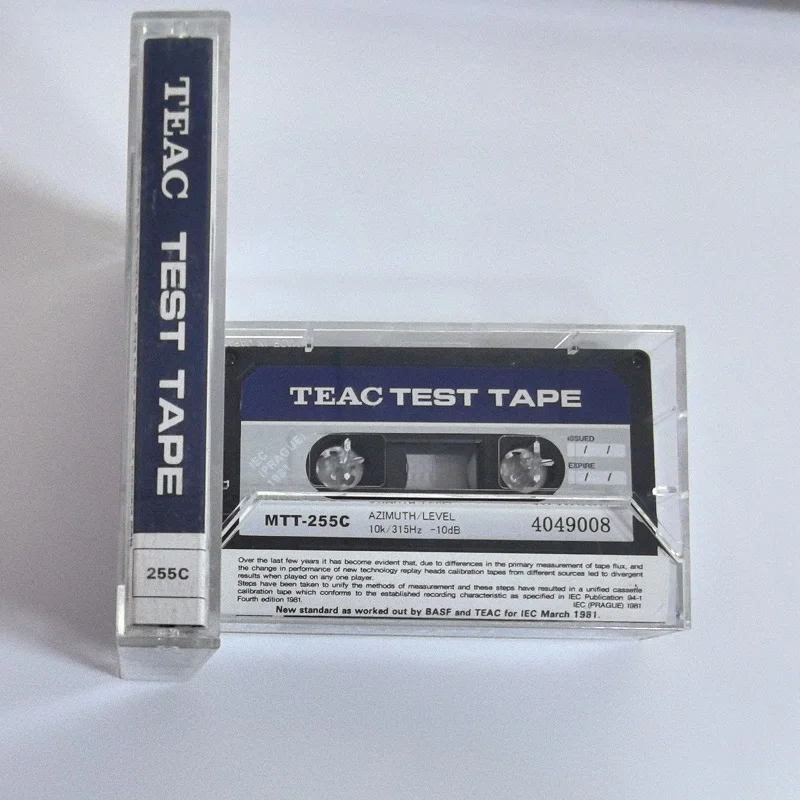 TEAC TEST TAPE
255C
TEAC TEST TAPE
IEC
(PRAGUE)
1981
ISSUED
/ /
EXPIRE
/ /
MTT-255C
AZIMUTH/LEVEL
10k/315Hz -10dB
4049008
Over the last few years it has become evident that, due to differences in the primary measurement of tape flux, and
the change in performance of new technology replay heads calibration tapes from different sources led to divergent
results when played on any one player.
Steps have been taken to unify the methods of measurement and these steps have resulted in a unified cassette
calibration tape which conforms to the established recording characteristic as specified in IEC Publication 94-1
Fourth edition 1981.
IEC (PRAGUE) 1981
New standard as worked out by BASF and TEAC for IEC March 1981.